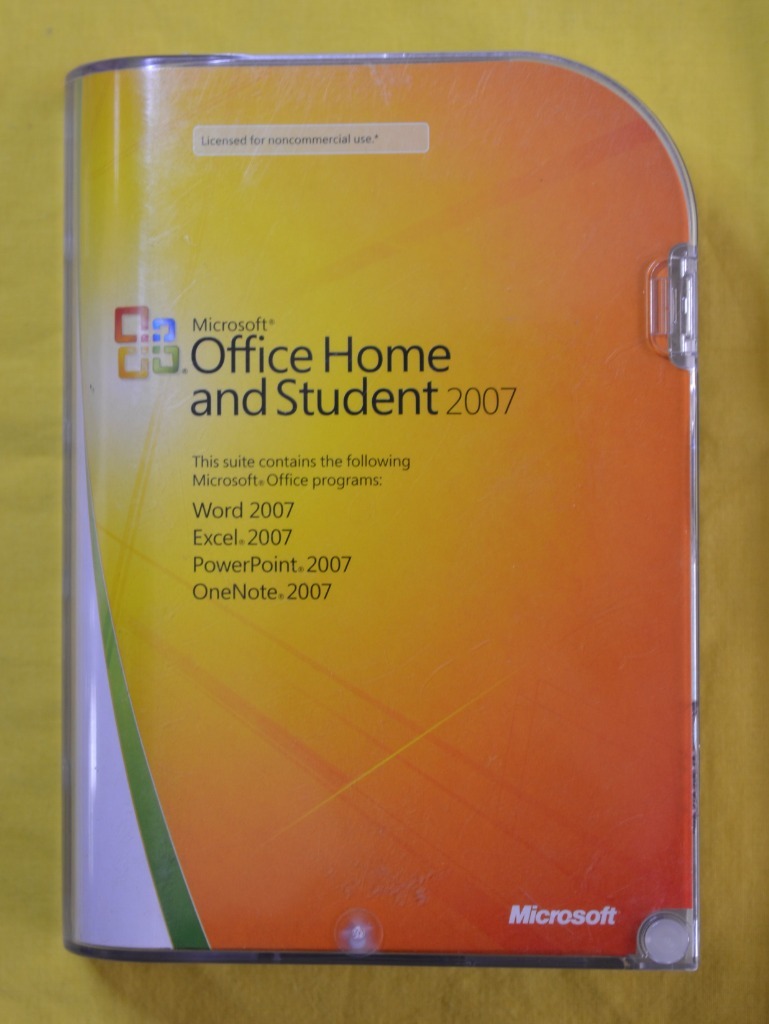 Licensed for noncommercial use.*
Microsoft®
Office Home
and Student 2007
This suite contains the following
Microsoft® Office programs:
Word 2007
Excel® 2007
PowerPoint® 2007
OneNote® 2007
Microsoft